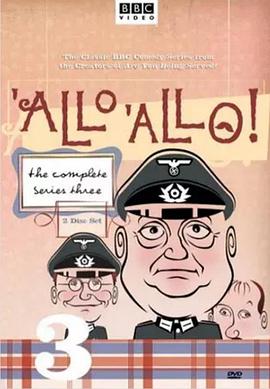 BBC
VIDEO
The Classic BBC Comedy Series from
the Creators of Are You Being Served?
'ALLO 'ALLO!
the complete
series three
2 Disc Set
3
DVD